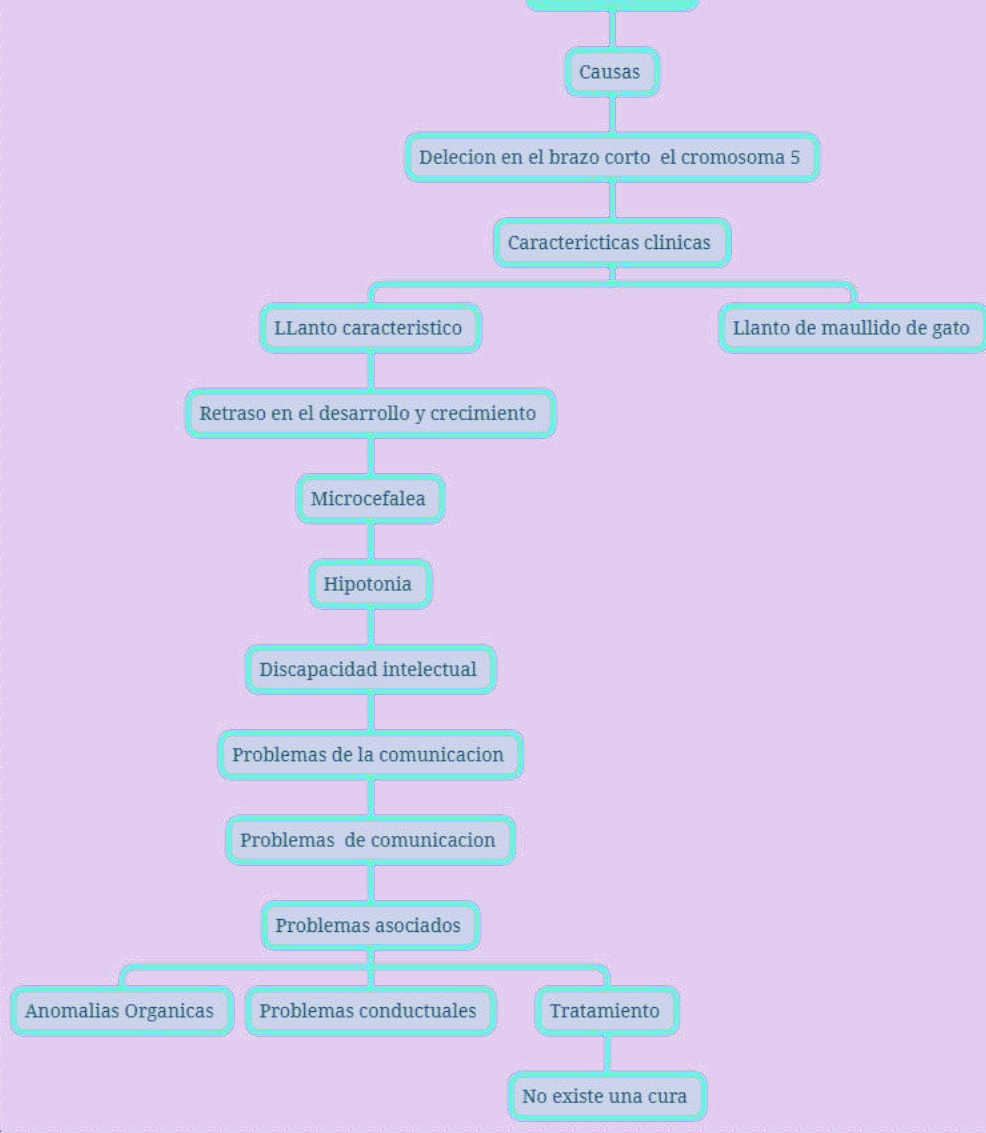 Causas
Delecion en el brazo corto  el cromosoma 5
Caractericticas clinicas
LLanto caracteristico
Llanto de maullido de gato
Retraso en el desarrollo y crecimiento
Microcefalea
Hipotonia
Discapacidad intelectual
Problemas de la comunicacion
Problemas  de comunicacion
Problemas asociados
Anomalias Organicas
Problemas conductuales
Tratamiento
No existe una cura